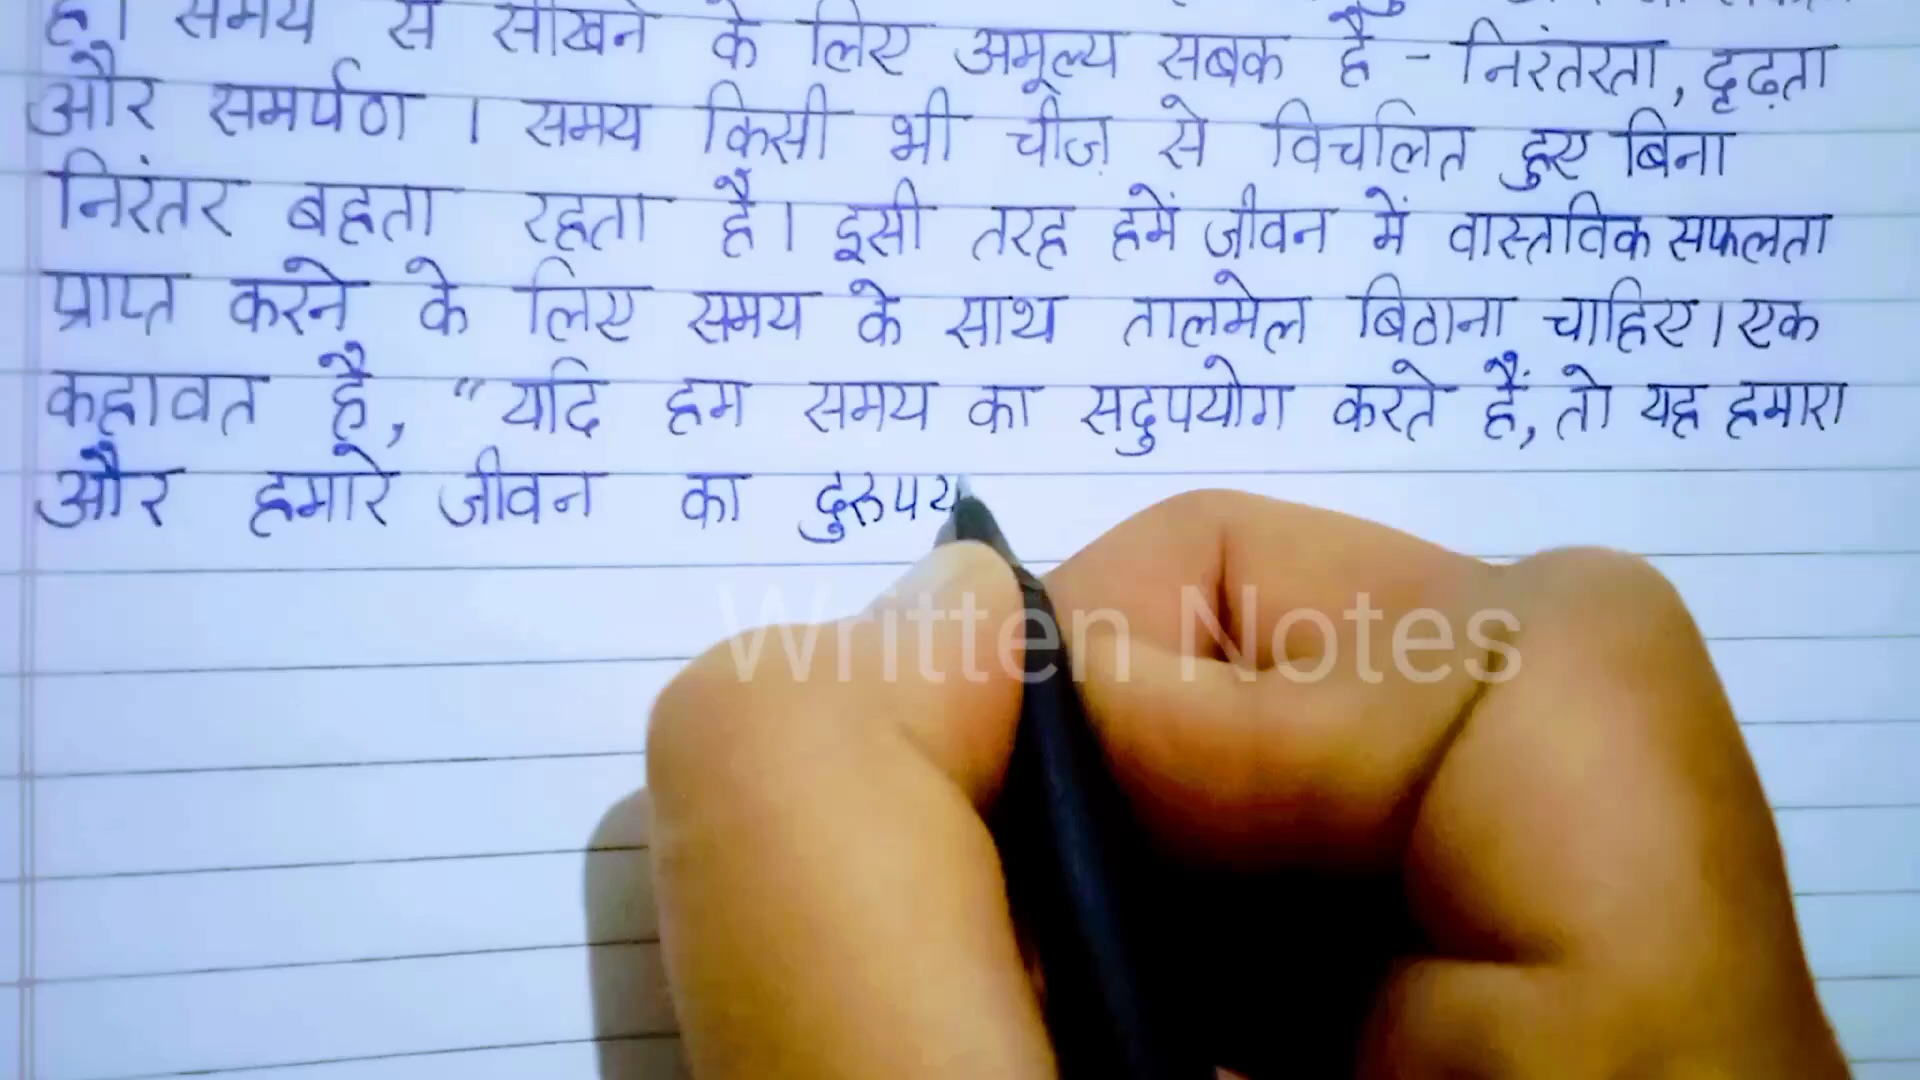 है। समय से सीखने के लिए अमूल्य सबक हैं - निरंतरता, दृढ़ता
और समर्पण । समय किसी भी चीज़ से विचलित हुए बिना
निरंतर बहता रहता है। इसी तरह हमें जीवन में वास्तविक सफलता
प्राप्त करने के लिए समय के साथ तालमेल बिठाना चाहिए। एक
कहावत है, "यदि हम समय का सदुपयोग करते हैं, तो यह हमारा
और हमारे जीवन का दुरुपय
Written Notes